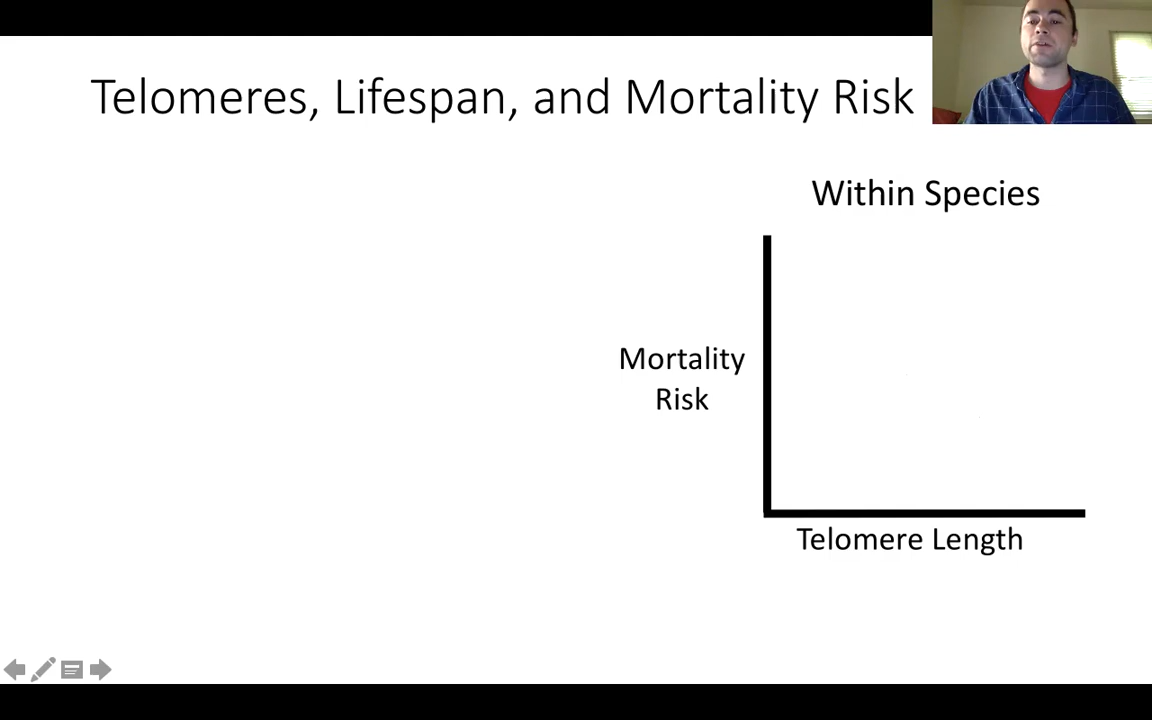 Telomeres, Lifespan, and Mortality Risk
Within Species
Mortality
Risk
Telomere Length